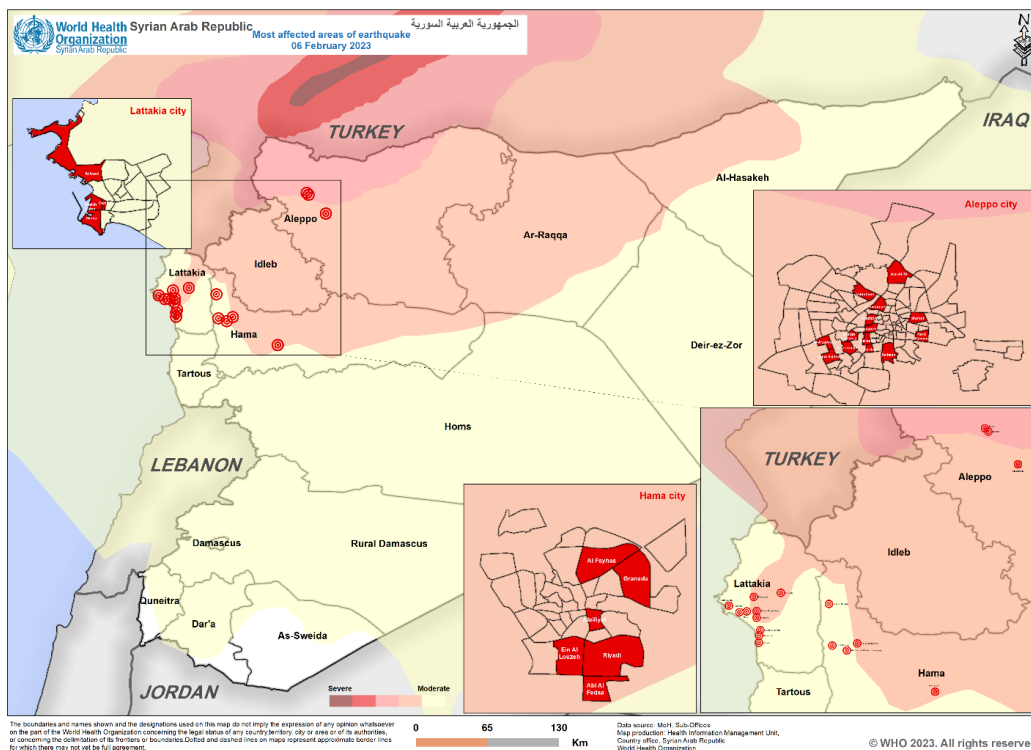 World Health
Organization
Syrian Arab Republic
Syrian Arab Republic
الجمهورية العربية السورية
Most affected areas of earthquake
06 February 2023
N
Lattakia city
TURKEY
IRAQ
Al-Hasakeh
Aleppo
Ar-Raqqa
Aleppo city
Idleb
Lattakia
Hama
Deir-ez-Zor
Tartous
Homs
TURKEY
LEBANON
Aleppo
Hama city
Idleb
Damascus
Rural Damascus
Al Fayhaa
Granada
Lattakia
Quneitra
Dar'a
As-Sweida
Ein Al
Loozeh
Riyadi
Abi Al
Fedaa
Hama
Tartous
JORDAN
Severe
Moderate
The boundaries and names shown and the designations used on this map do not imply the expression of any opinion whatsoever
on the part of the World Health Organization concerning the legal status of any country,territory, city or area or of its authorities,
or concerning the delimitation of its frontiers or boundaries.Dotted and dashed lines on maps represent approximate border lines
for which there may not yet be full agreement.
0
65
130
Km
Data source: MoH, Sub-Offices
Map production: Health Information Management Unit,
Country office, Syrian Arab Republic
World Health Organization
© WHO 2023. All rights reserve